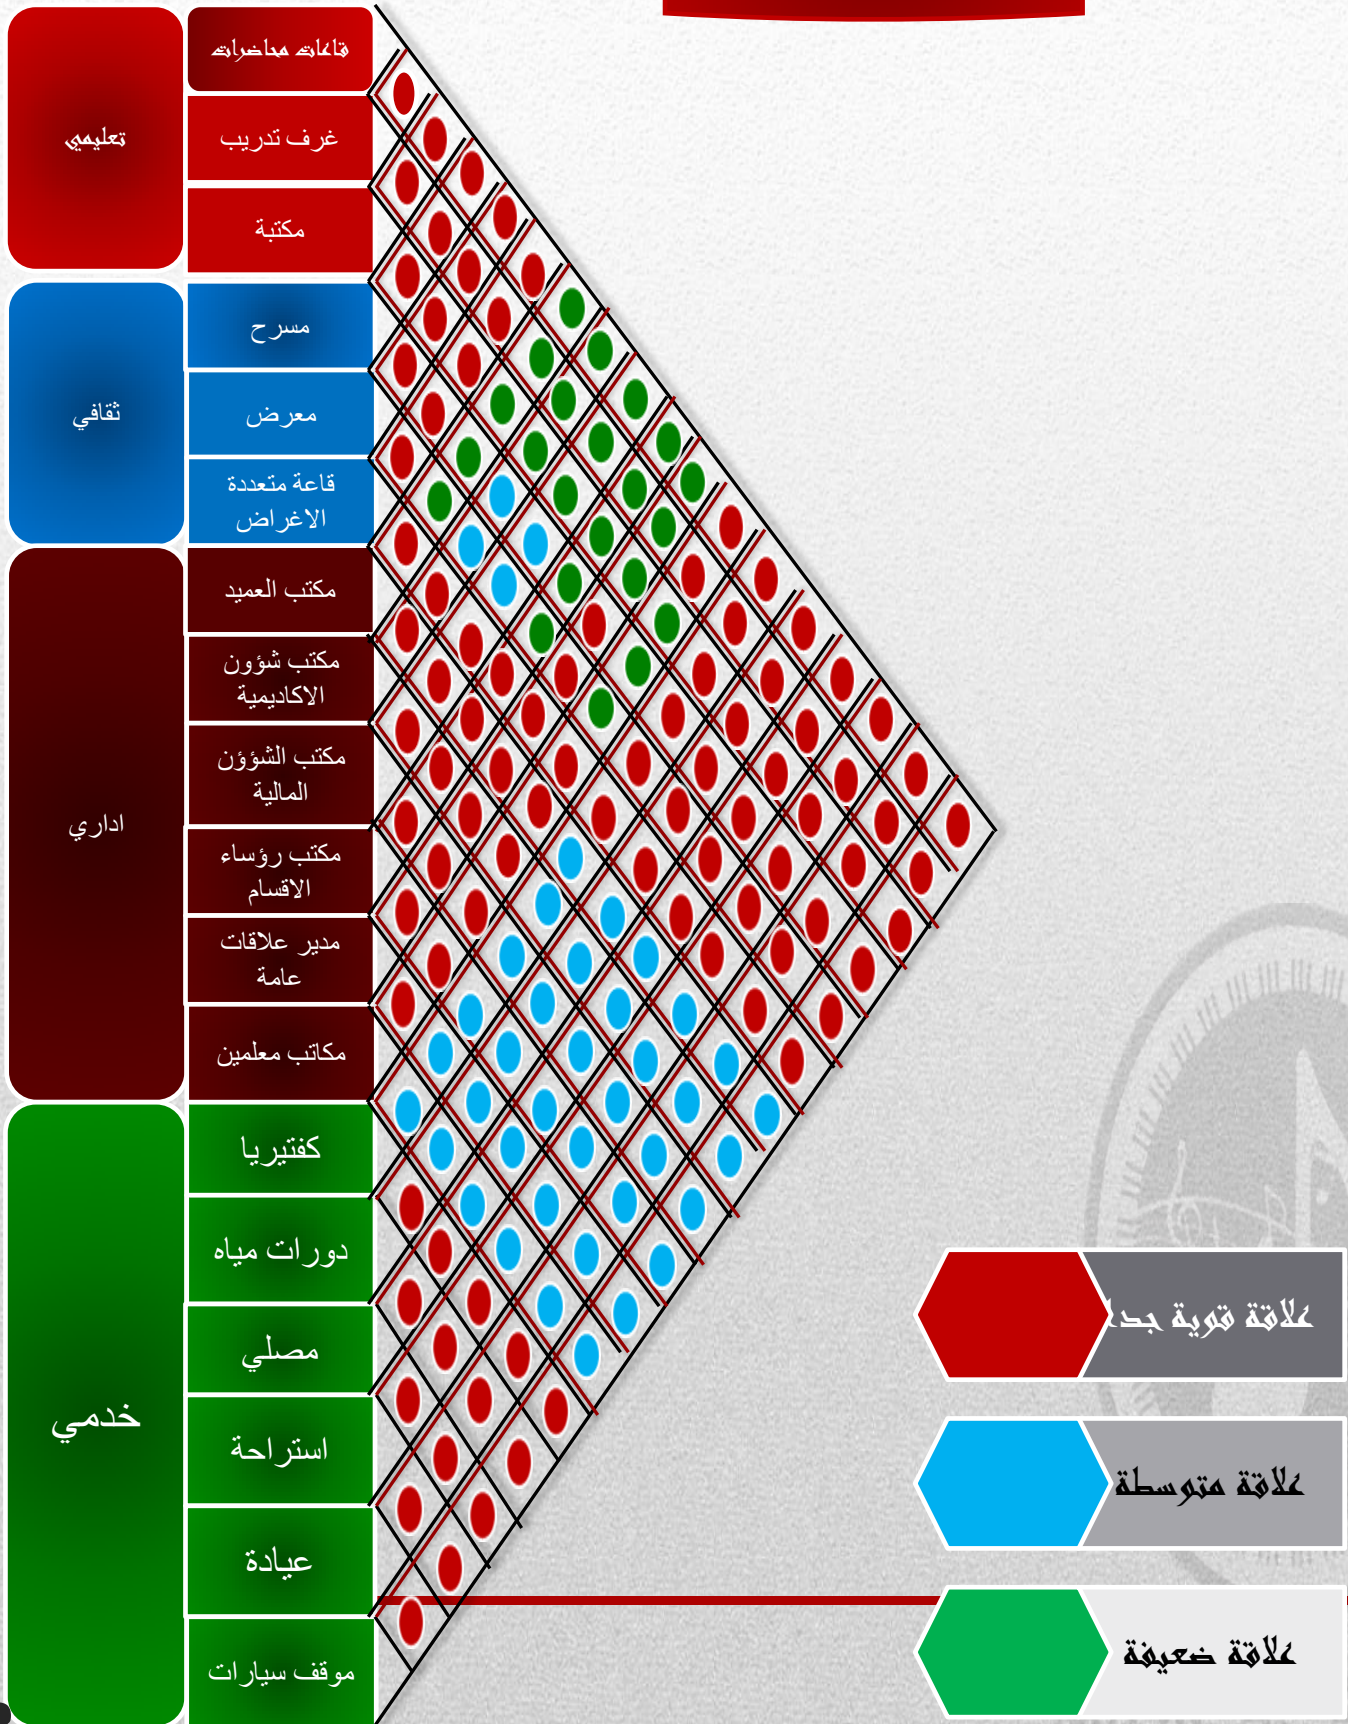 تعليمي
قاعات محاضرات
غرف تدريب
مكتبة
ثقافي
مسرح
معرض
قاعة متعددة
الاغراض
اداري
مكتب العميد
مكتب شؤون
الاكاديمية
مكتب الشؤؤن
المالية
مكتب رؤساء
الاقسام
مدير علاقات
عامة
مكاتب معلمين
خدمي
كفتيريا
دورات مياه
مصلي
استراحة
عيادة
موقف سيارات
علاقة قوية جدا
علاقة متوسطة
علاقة ضعيفة